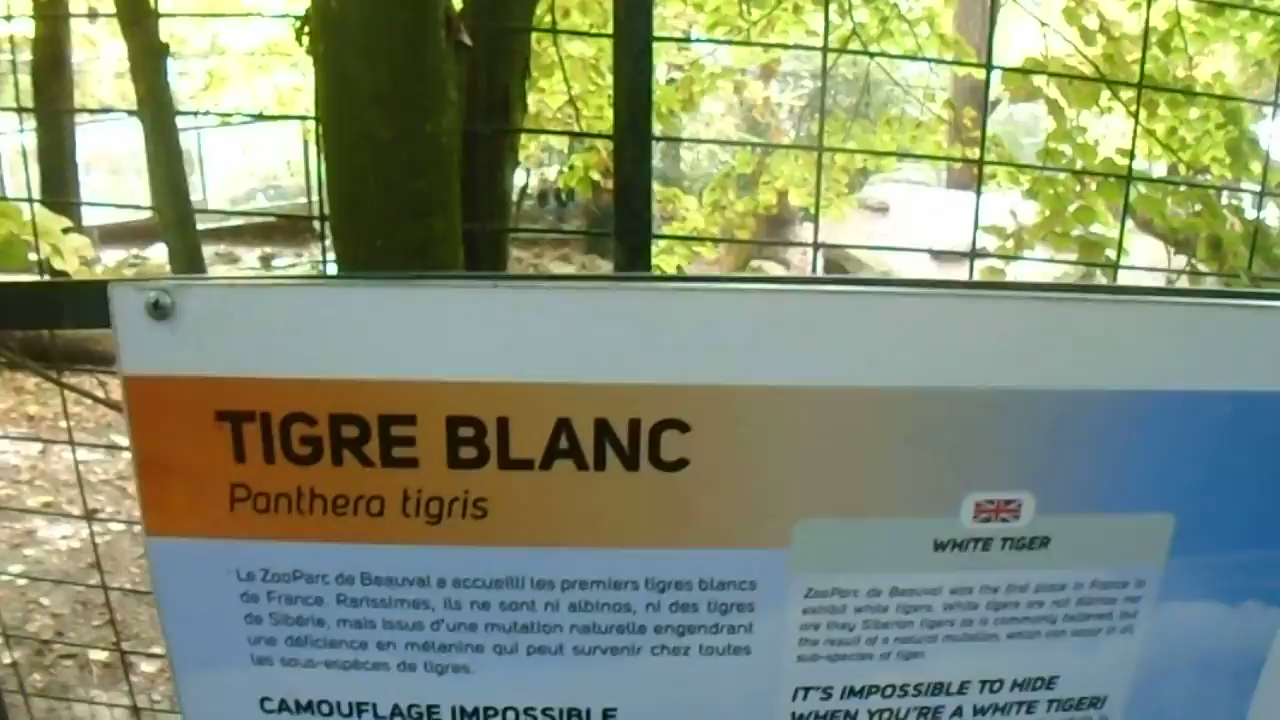 TIGRE BLANC
Panthera tigris
Le ZooParc de Beauval a accueilli les premiers tigres blancs
de France. Rarissimes, ils ne sont ni albinos, ni des tigres
de Sibérie, mais issus d'une mutation naturelle engendrant
une déficience en mélanine qui peut survenir chez toutes
les sous-espèces de tigres.
CAMOUFLAGE IMPOSSIBLE
WHITE TIGER
ZooParc de Beauval was the first place in France to
exhibit white tigers. White tigers are not albinos nor
are they Siberian tigers as is commonly believed, but
the result of a natural mutation, which can occur in all
sub-species of tiger.
IT'S IMPOSSIBLE TO HIDE
WHEN YOU'RE A WHITE TIGER!